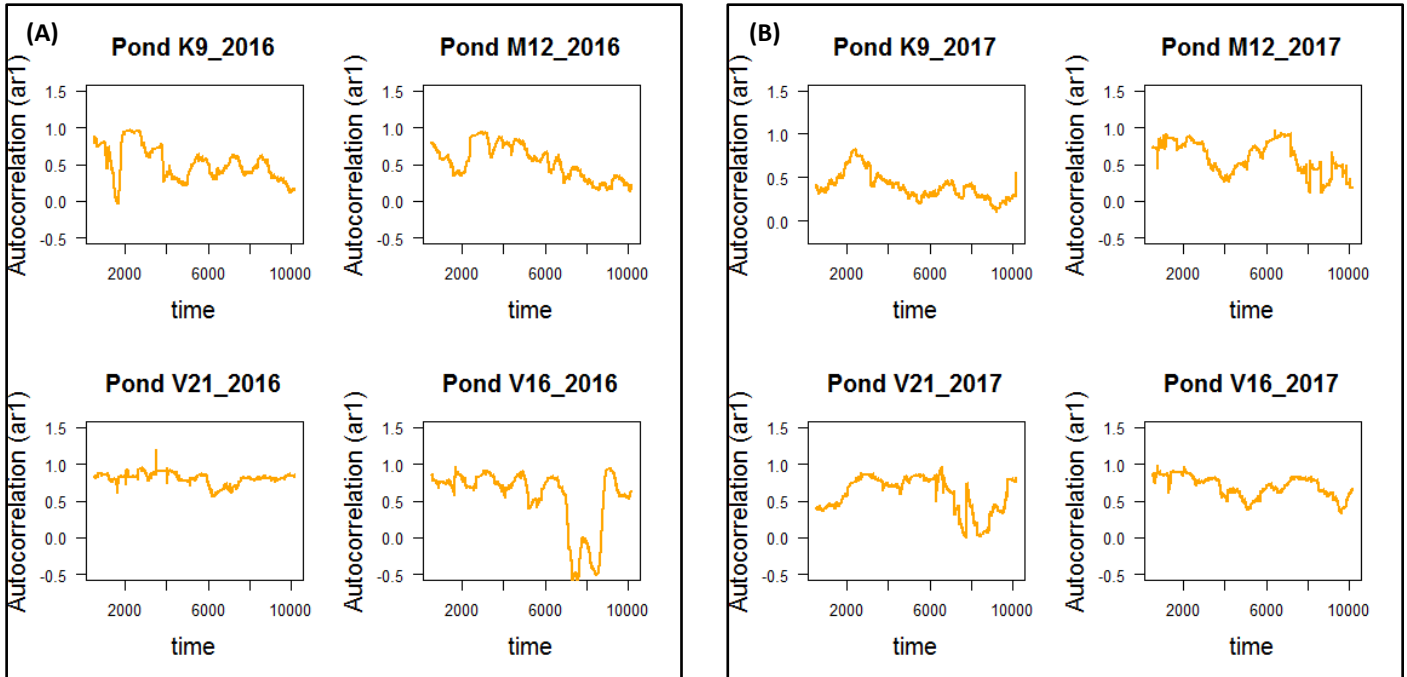 (A)
Pond K9_2016
Autocorrelation (ar1)
1.5
1.0
0.5
0.0
-0.5
2000 6000 10000
time
Pond M12_2016
Autocorrelation (ar1)
1.5
1.0
0.5
0.0
-0.5
2000 6000 10000
time
Pond V21_2016
Autocorrelation (ar1)
1.5
1.0
0.5
0.0
-0.5
2000 6000 10000
time
Pond V16_2016
Autocorrelation (ar1)
1.5
1.0
0.5
0.0
-0.5
2000 6000 10000
time
(B)
Pond K9_2017
Autocorrelation (ar1)
1.5
1.0
0.5
0.0
2000 6000 10000
time
Pond M12_2017
Autocorrelation (ar1)
1.5
1.0
0.5
0.0
-0.5
2000 6000 10000
time
Pond V21_2017
Autocorrelation (ar1)
1.5
1.0
0.5
0.0
-0.5
2000 6000 10000
time
Pond V16_2017
Autocorrelation (ar1)
1.5
1.0
0.5
0.0
-0.5
2000 6000 10000
time